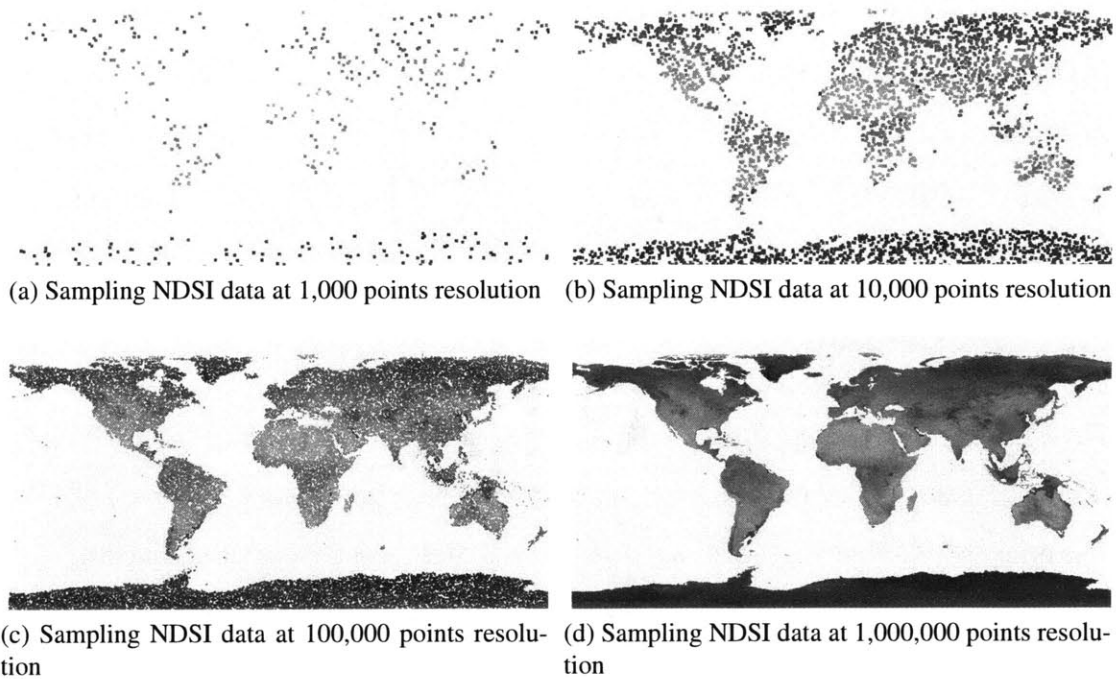 (a) Sampling NDSI data at 1,000 points resolution
(b) Sampling NDSI data at 10,000 points resolution
(c) Sampling NDSI data at 100,000 points resolu-
tion
(d) Sampling NDSI data at 1,000,000 points resolu-
tion